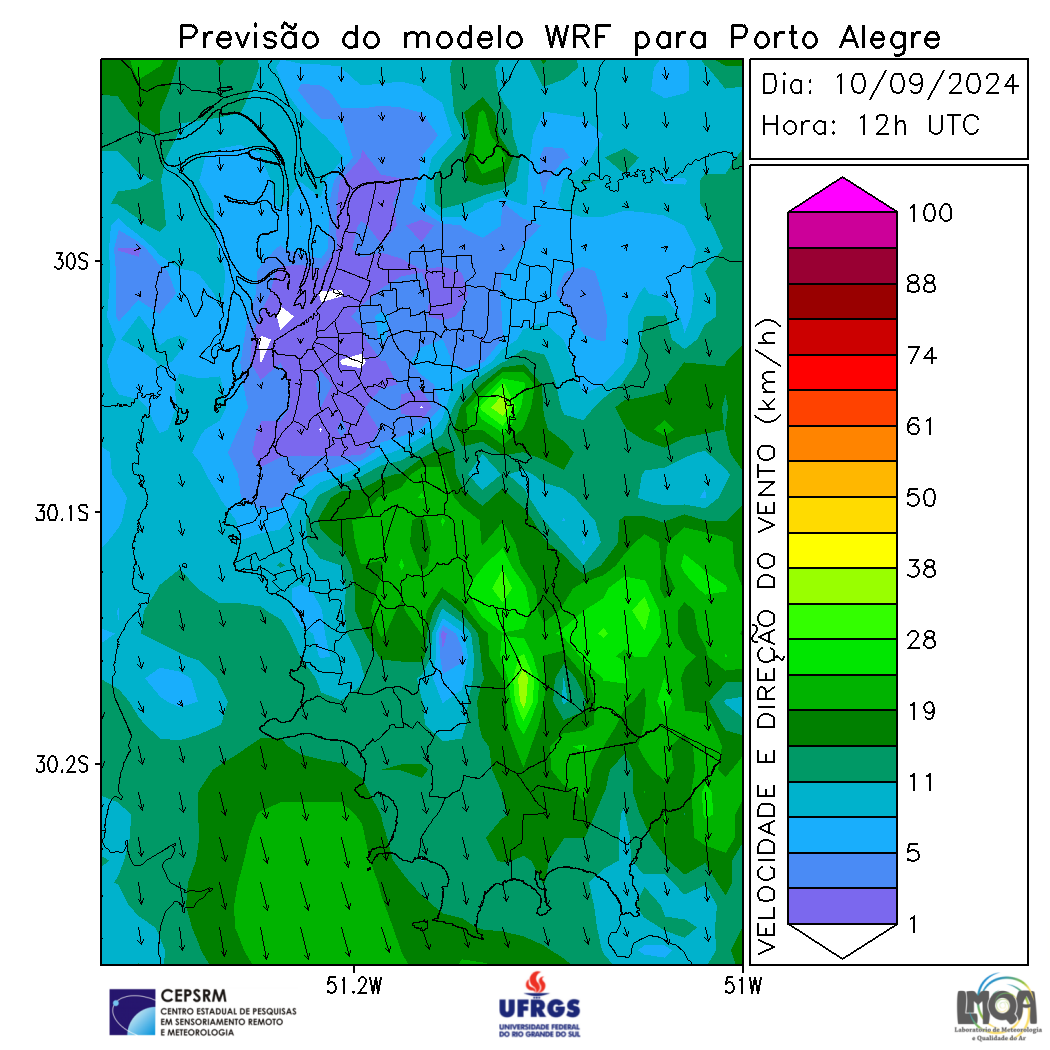 Previsão do modelo WRF para Porto Alegre
Dia: 10/09/2024
Hora: 12h UTC
30S
30.1S
30.2S
51.2W
51W
VELOCIDADE E DIREÇÃO DO VENTO (km/h)
100
88
74
61
50
38
28
19
11
5
1
CEPSRM
CENTRO ESTADUAL DE PESQUISAS
EM SENSORIAMENTO REMOTO
E METEOROLOGIA
UFRGS
UNIVERSIDADE FEDERAL
DO RIO GRANDE DO SUL
LMQA
Laboratório de Meteorologia
e Qualidade do Ar